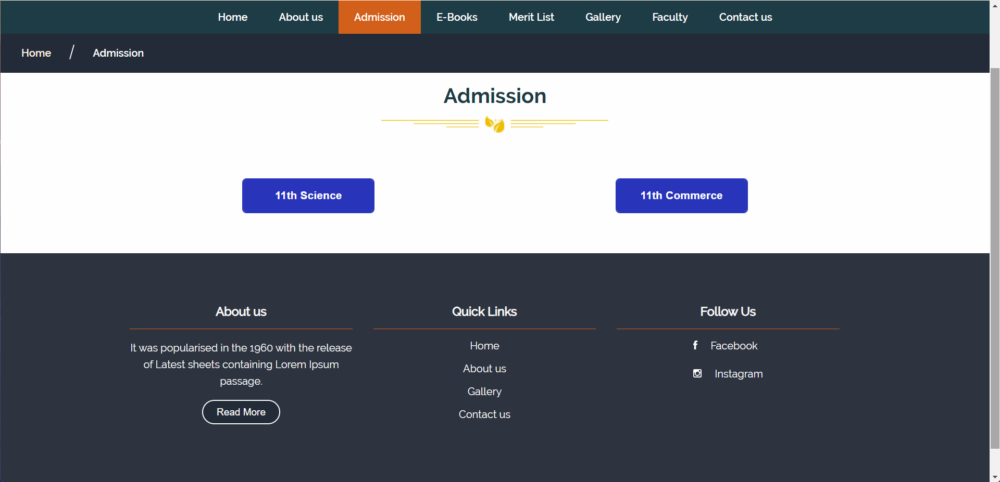 Home About us Admission E-Books Merit List Gallery Faculty Contact us
Home / Admission
Admission
11th Science
11th Commerce
About us
It was popularised in the 1960 with the release
of Latest sheets containing Lorem Ipsum
passage.
Read More
Quick Links
Home
About us
Gallery
Contact us
Follow Us
Facebook
Instagram